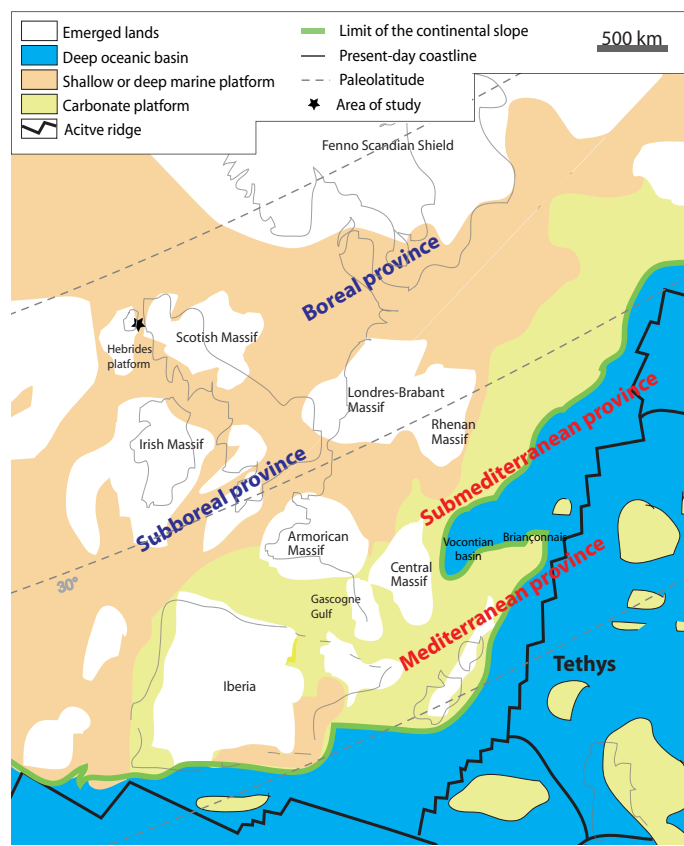 Emerged lands
Deep oceanic basin
Shallow or deep marine platform
Carbonate platform
Acitve ridge
Limit of the continental slope
Present-day coastline
Paleolatitude
Area of study
500 km
Fenno Scandian Shield
Boreal province
Scotish Massif
Hebrides
platform
Londres-Brabant
Massif
Rhenan
Massif
Irish Massif
Submediterranean province
Subboreal province
Armorican
Massif
Vocontian
basin
Briançonnais
Central
Massif
30°
Gascogne
Gulf
Mediterranean province
Tethys
Iberia